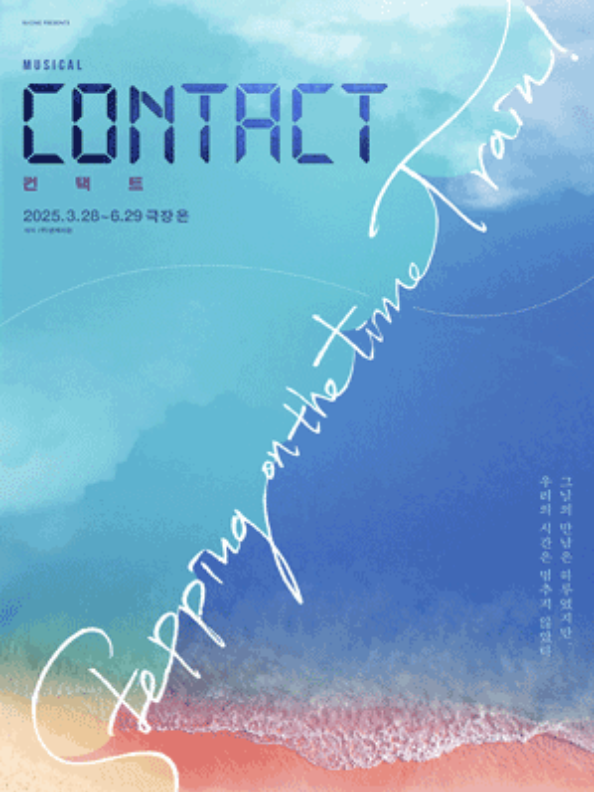 MUSICAL
CONTACT
컨택트
2025.3.28~6.29 극장 온
Stepping on the time Train!
그날의 만남은 하루였지만,
우리의 시간은 멈추지 않았다.